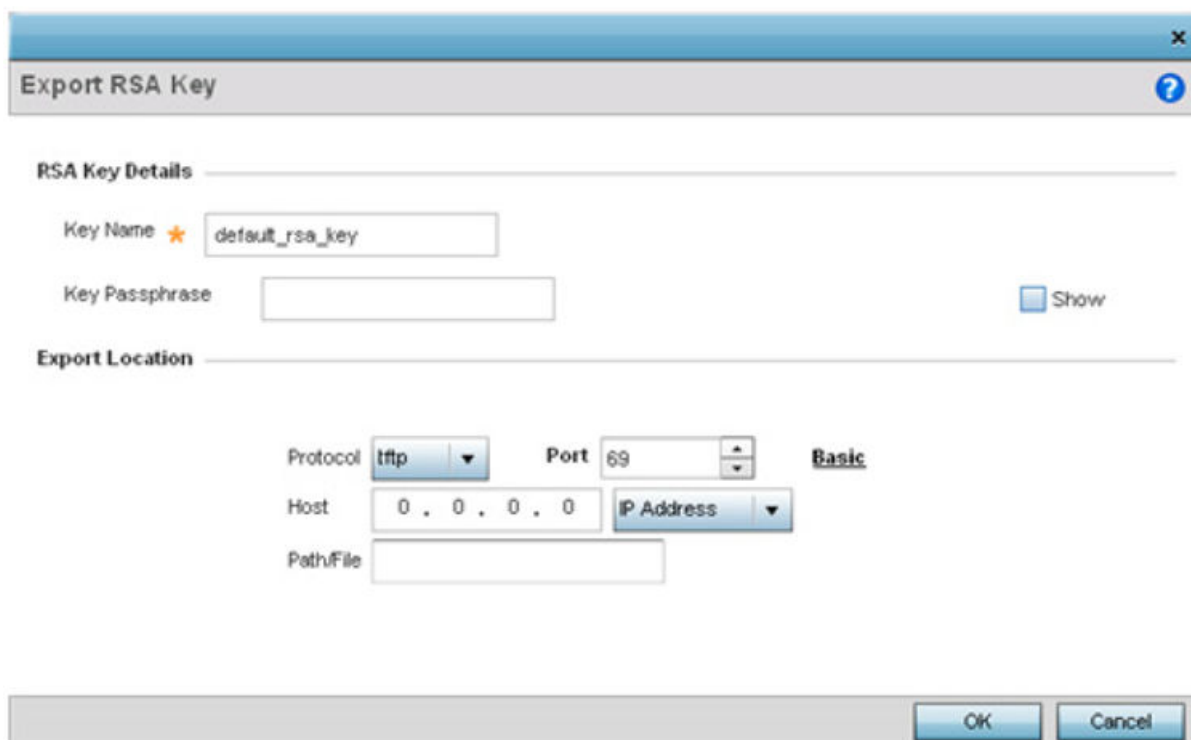 ×
Export RSA Key
?
RSA Key Details
Key Name * default_rsa_key
Key Passphrase
Show
Export Location
Protocol tftp Port 69 Basic
Host 0 . 0 . 0 . 0 IP Address
Path/File
OK Cancel